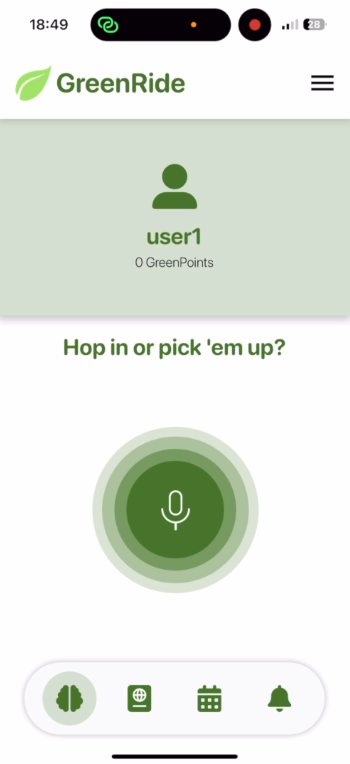 18:49
28
GreenRide
user1
0 GreenPoints
Hop in or pick 'em up?